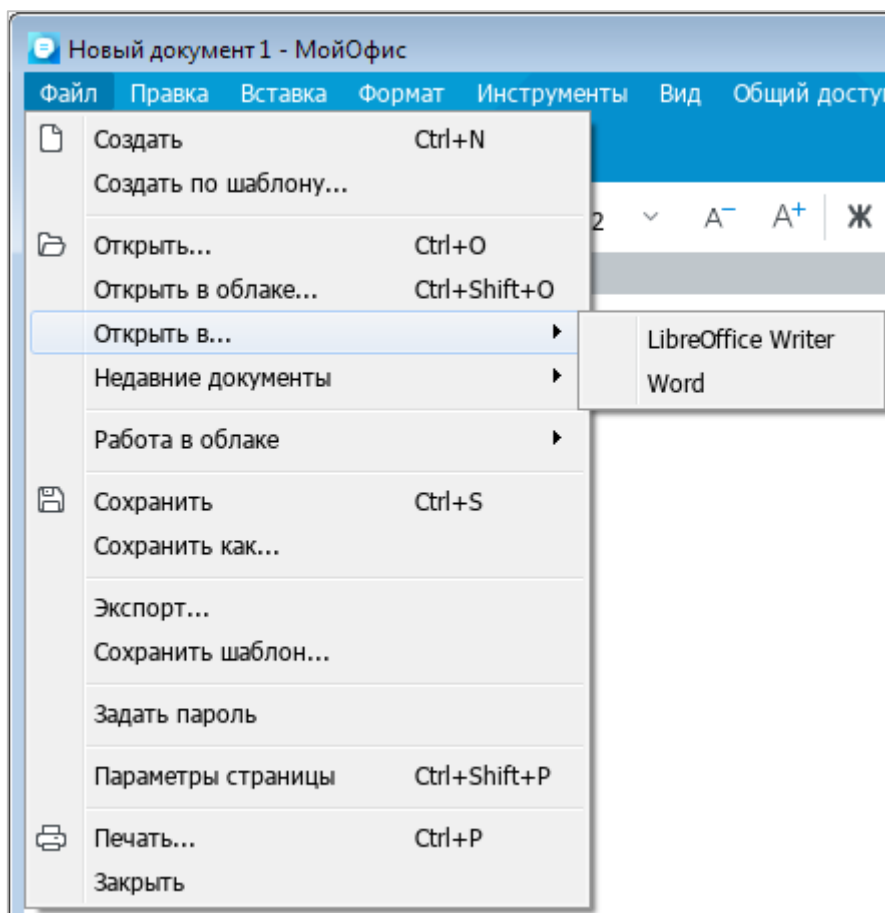 Новый документ 1 - МойОфис
Файл Правка Вставка Формат Инструменты Вид Общий
Создать Ctrl+N
Создать по шаблону...
2 A− A+ Ж
Открыть... Ctrl+O
Открыть в облаке... Ctrl+Shift+O
Открыть в...
LibreOffice Writer
Недавние документы
Word
Работа в облаке
Сохранить Ctrl+S
Сохранить как...
Экспорт...
Сохранить шаблон...
Задать пароль
Параметры страницы Ctrl+Shift+P
Печать... Ctrl+P
Закрыть